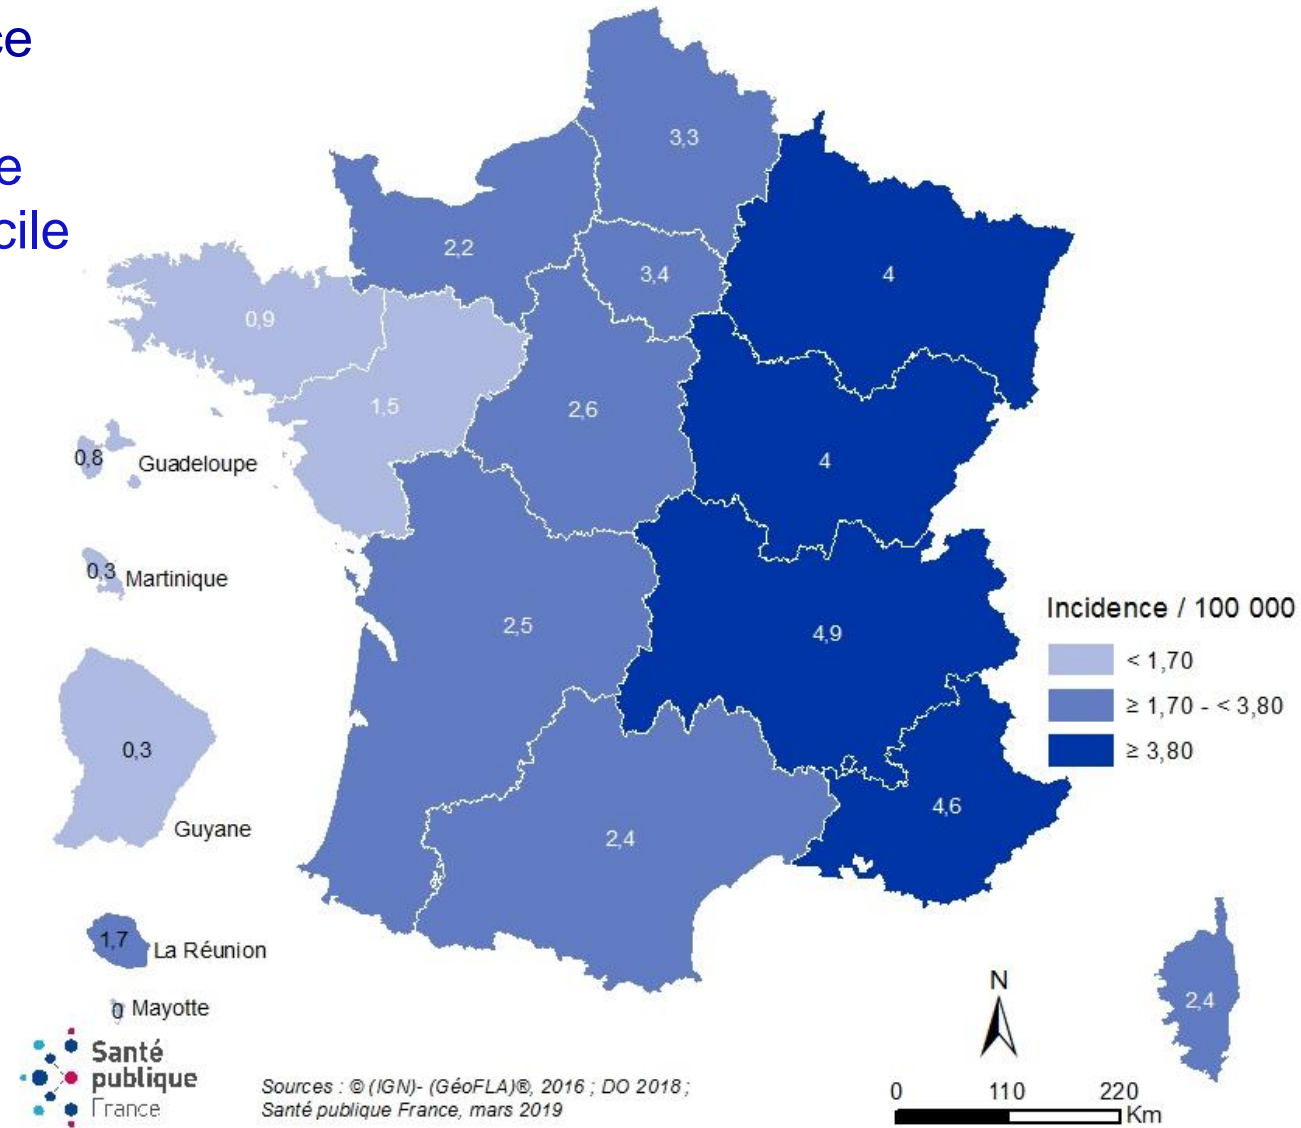 ce
e
cile
3,3
2,2
3,4
4
0,9
1,5
2,6
4
0,8
Guadeloupe
0,3
Martinique
2,5
4,9
Incidence / 100 000
< 1,70
≥ 1,70 - < 3,80
≥ 3,80
0,3
Guyane
4,6
2,4
1,7
La Réunion
0
Mayotte
N
2,4
Santé
publique
France
Sources : © (IGN)- (GéoFLA)®, 2016 ; DO 2018 ;
Santé publique France, mars 2019
0 110 220
Km